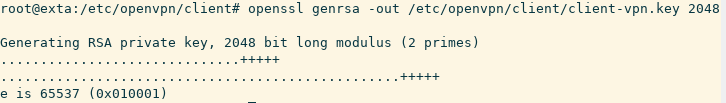 root@exta:/etc/openvpn/client# openssl genrsa -out /etc/openvpn/client/client-vpn.key 2048
Generating RSA private key, 2048 bit long modulus (2 primes)
..............................+++++
..................................................+++++
e is 65537 (0x010001)